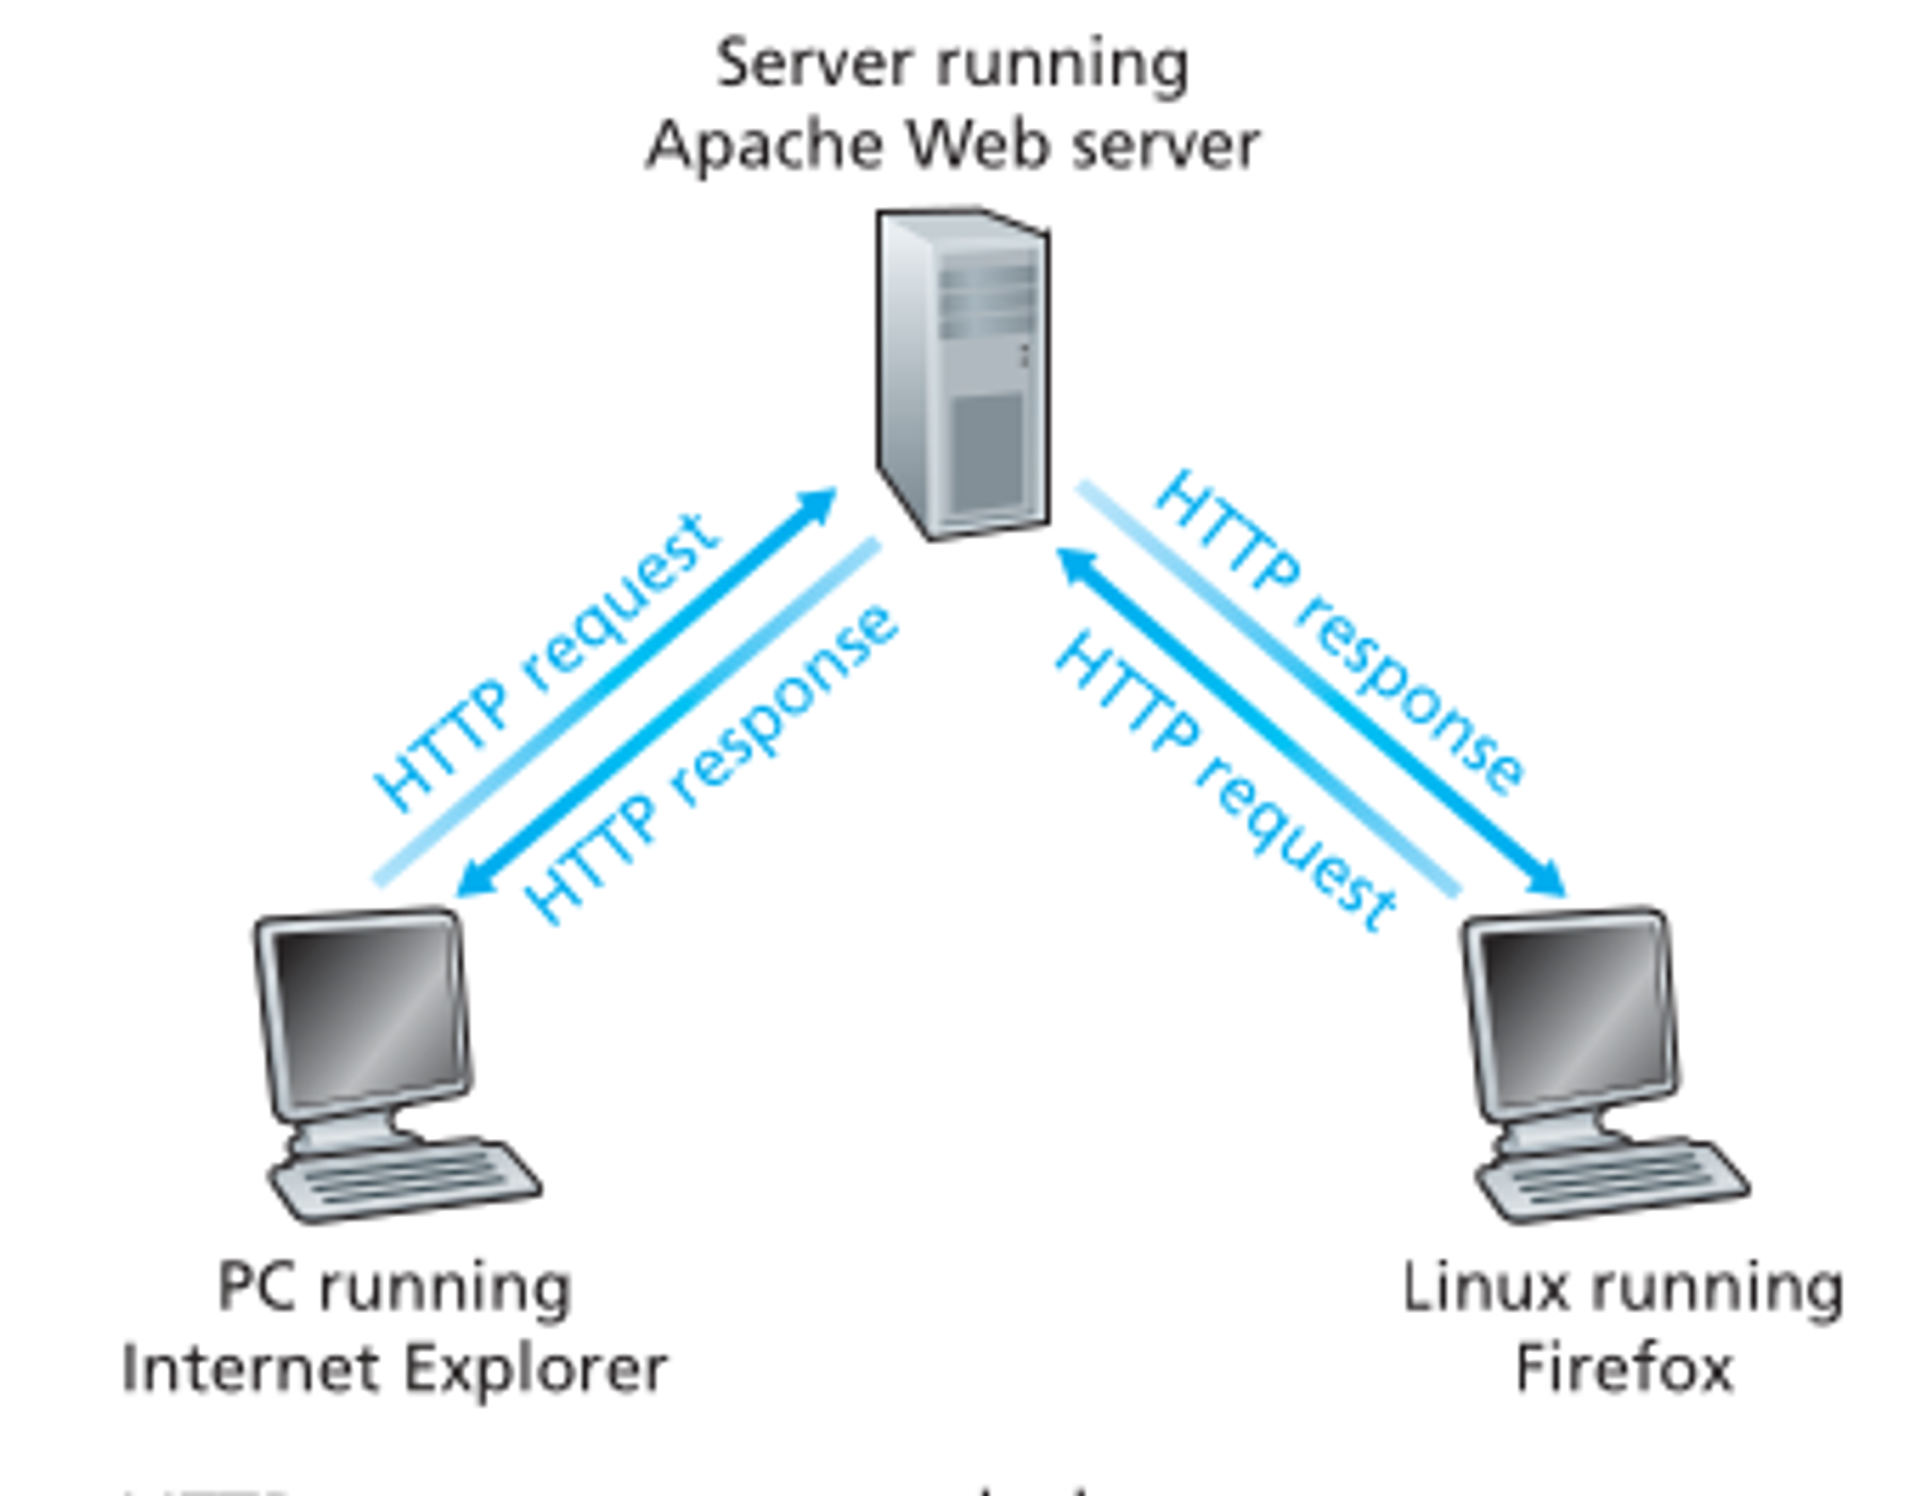 Server running
Apache Web server
HTTP request
HTTP response
HTTP response
HTTP request
PC running
Internet Explorer
Linux running
Firefox